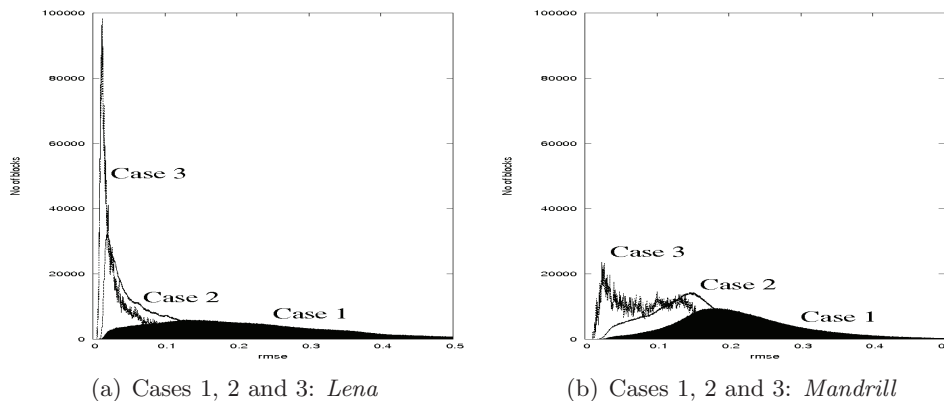 100000
80000
60000
40000
20000
0
No of blocks
Case 3
Case 2
Case 1
0 0.1 0.2 0.3 0.4 0.5
rmse
(a) Cases 1, 2 and 3: Lena
100000
80000
60000
40000
20000
0
No of blocks
Case 3
Case 2
Case 1
0 0.1 0.2 0.3 0.4
rmse
(b) Cases 1, 2 and 3: Mandrill